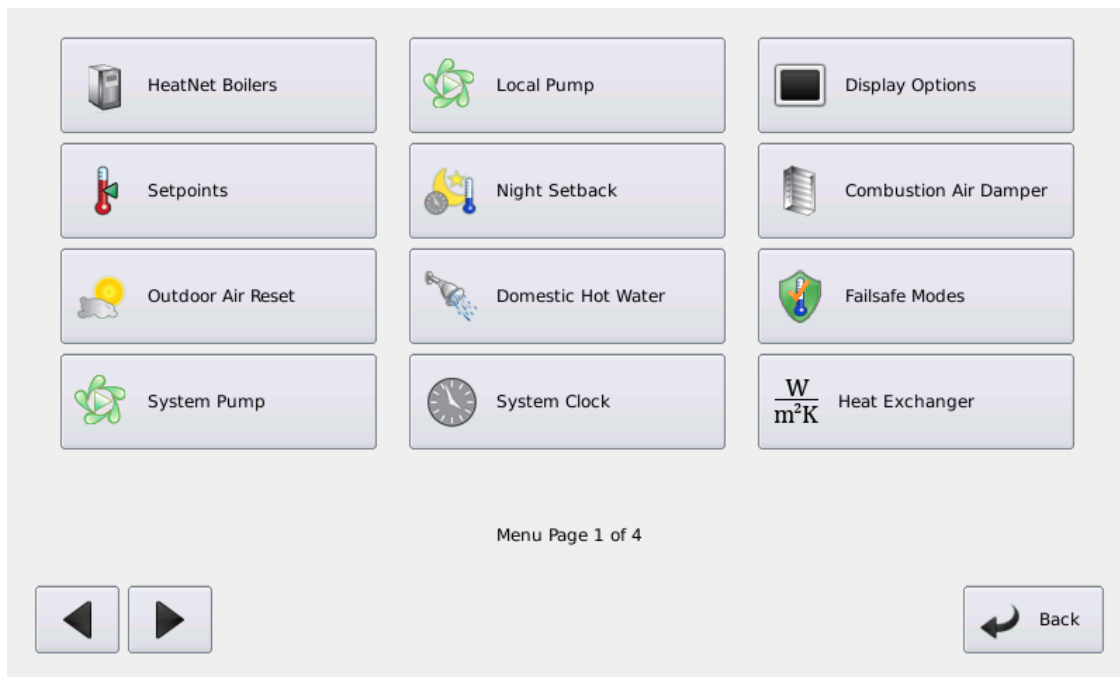 HeatNet Boilers
Local Pump
Display Options
Setpoints
Night Setback
Combustion Air Damper
Outdoor Air Reset
Domestic Hot Water
Failsafe Modes
System Pump
System Clock
W
m²K
Heat Exchanger
Menu Page 1 of 4
Back